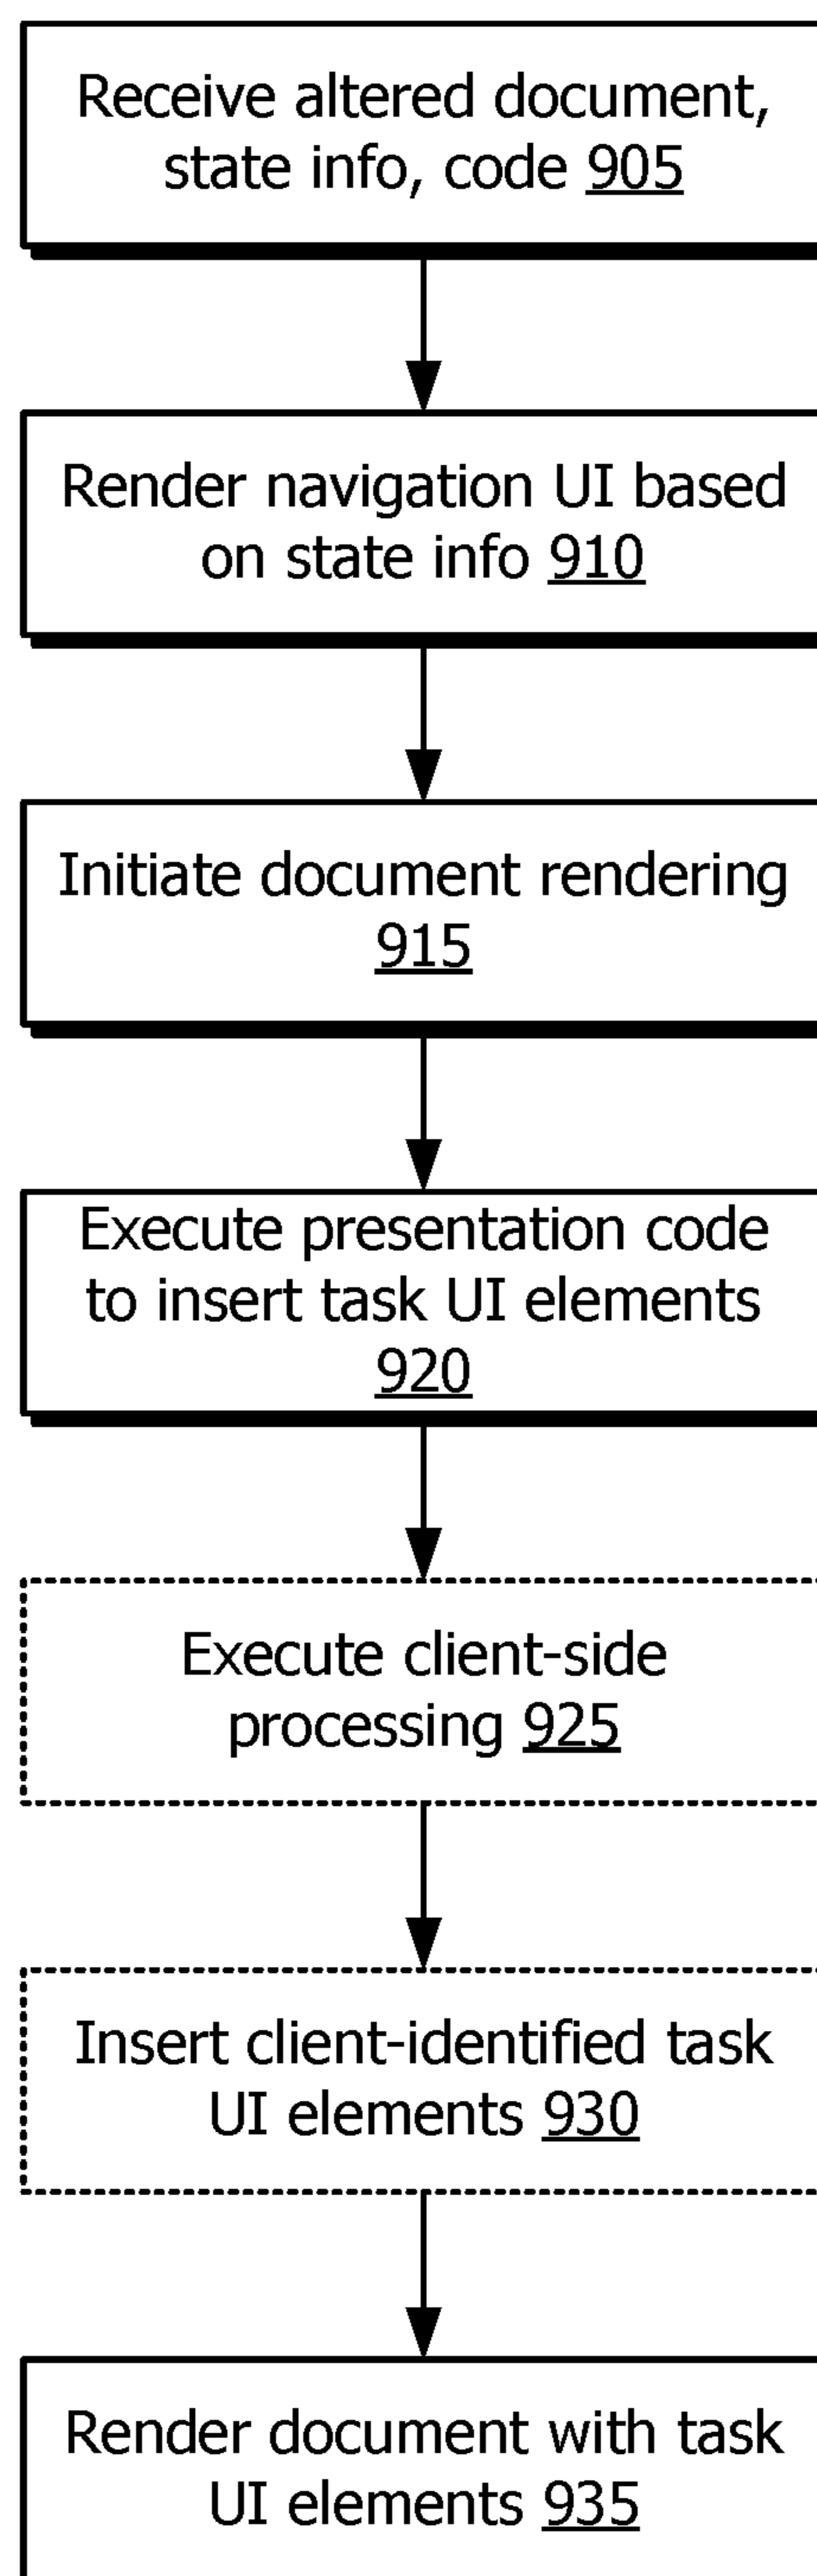 Receive altered document,
state info, code 905
Render navigation UI based
on state info 910
Initiate document rendering
915
Execute presentation code
to insert task UI elements
920
Execute client-side
processing 925
Insert client-identified task
UI elements 930
Render document with task
UI elements 935